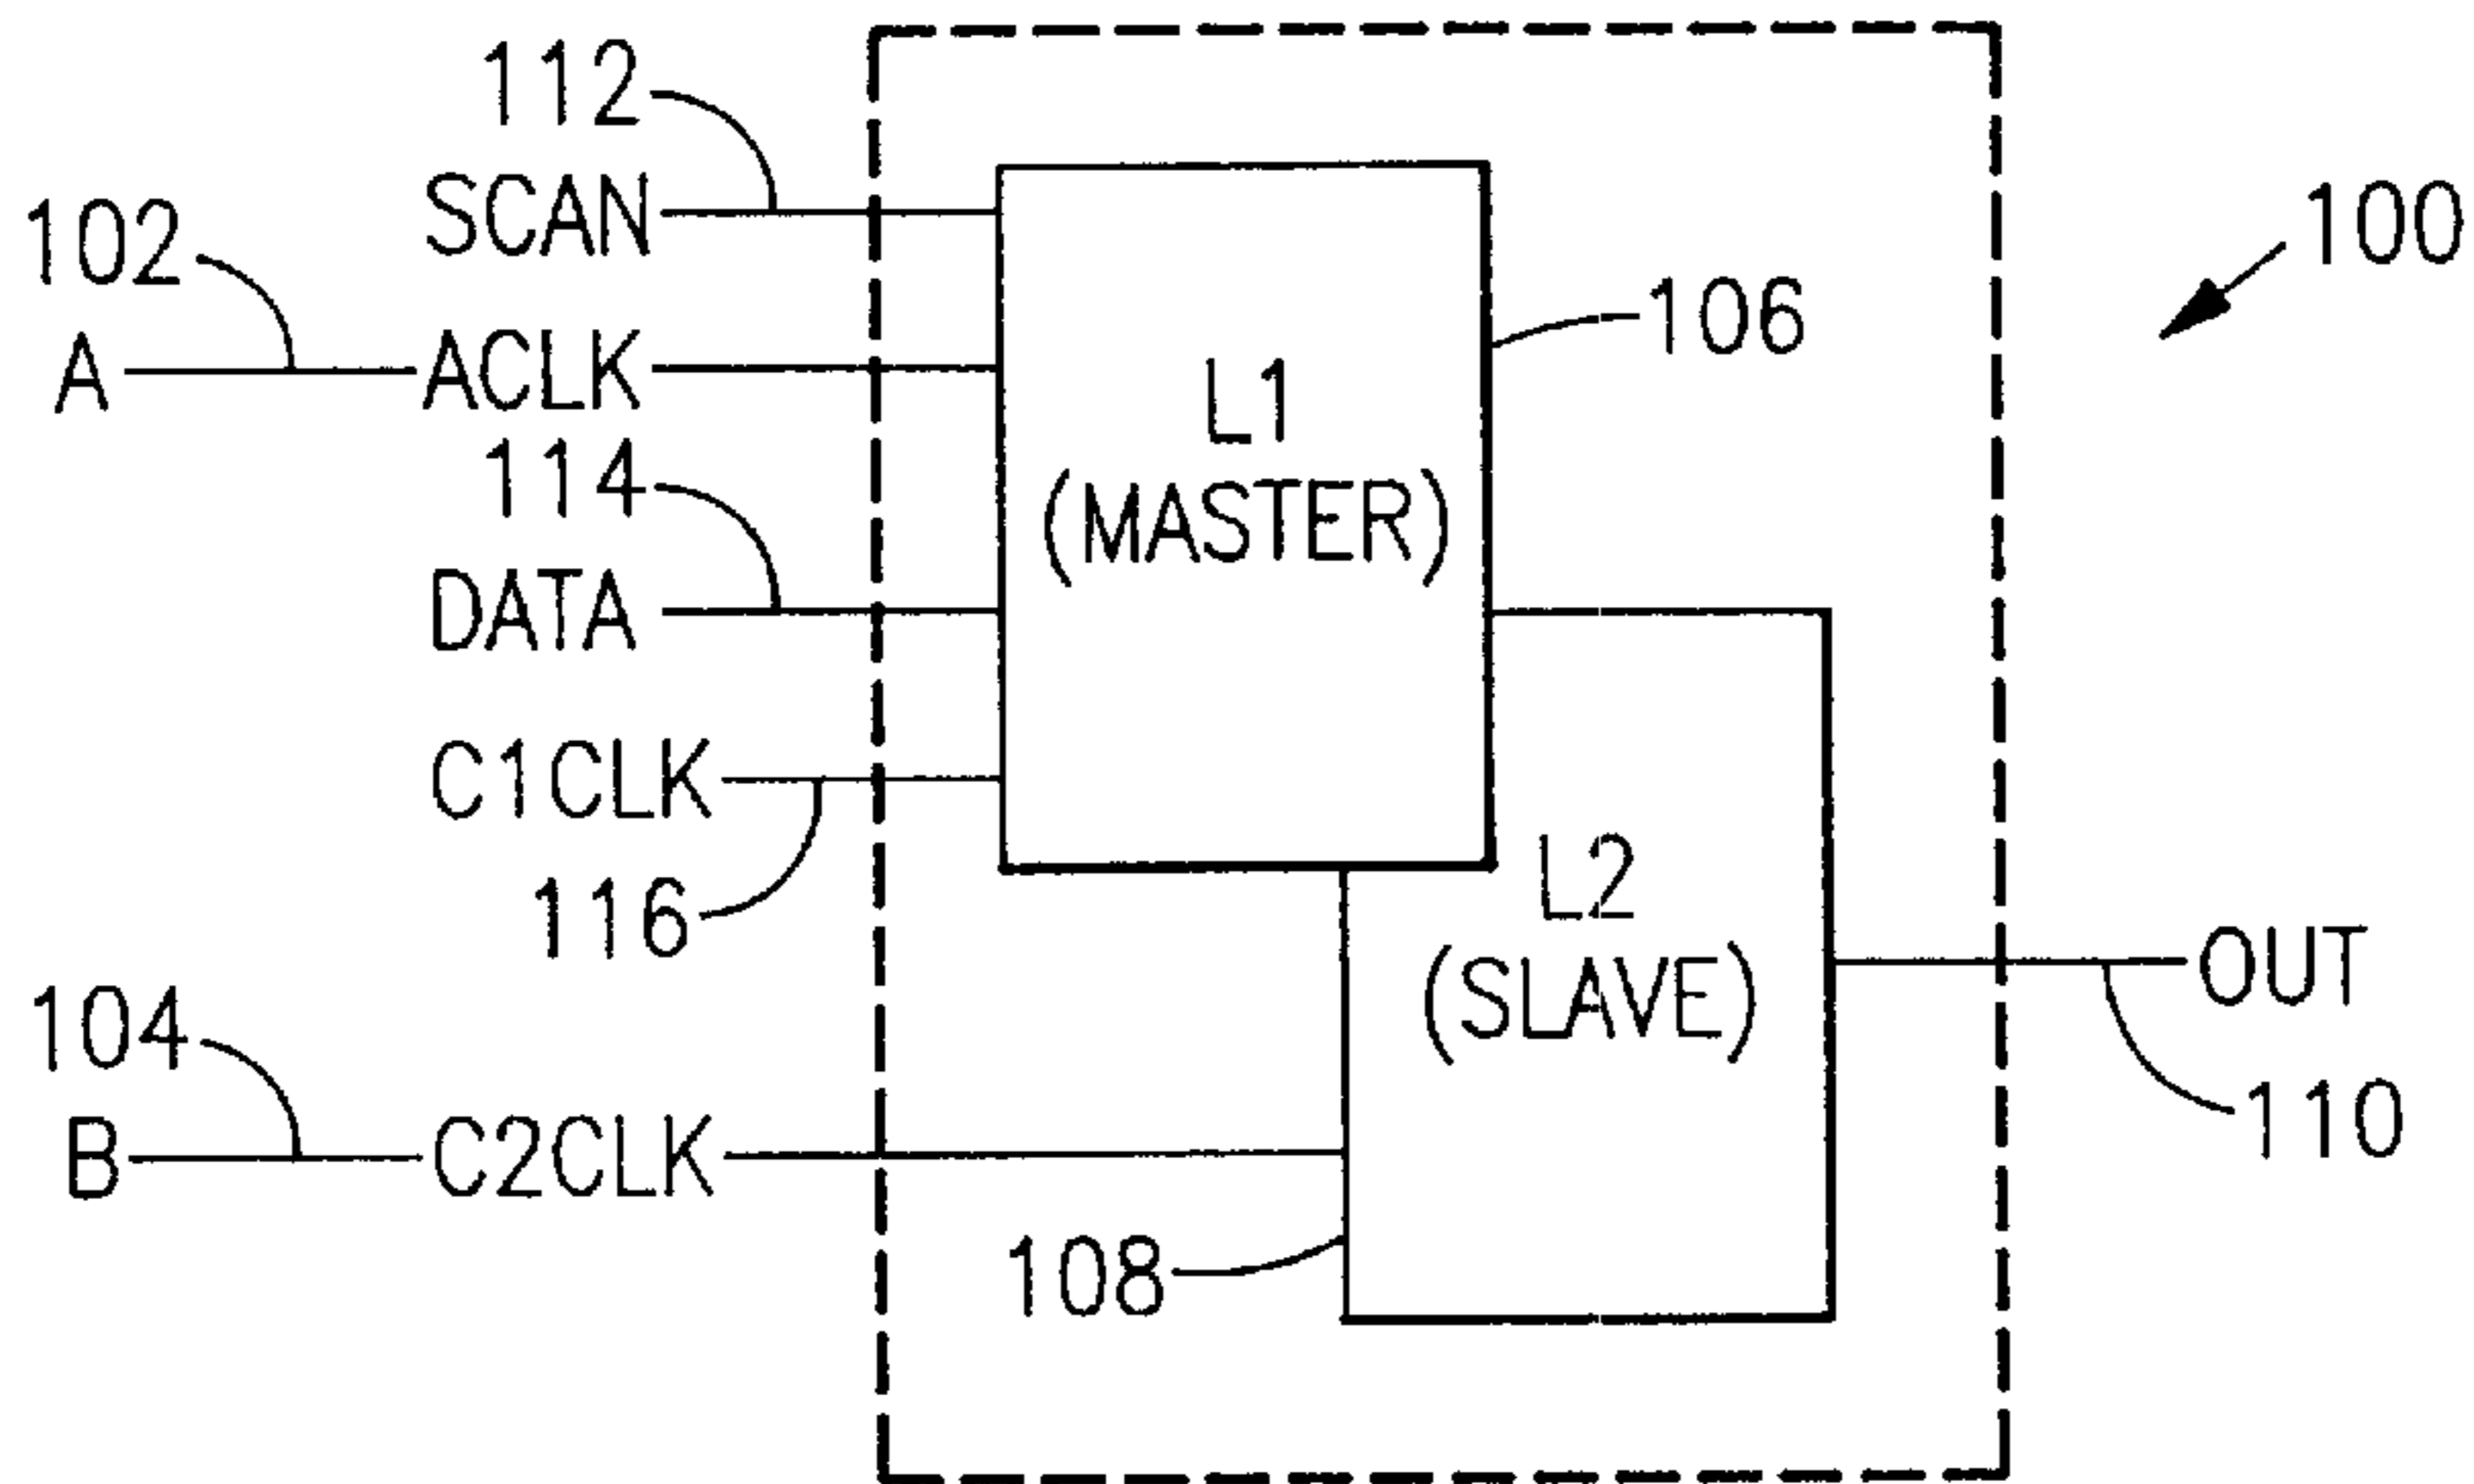 112
SCAN
102
100
A
ACLK
106
L1
(MASTER)
114
DATA
C1CLK
L2
(SLAVE)
116
OUT
104
B
C2CLK
110
108